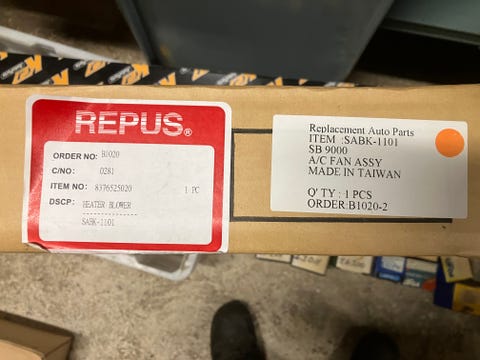 REPUS®
ORDER NO: B1020
C/NO: 0281
ITEM NO: 8376525020 1 PC
DSCP: HEATER BLOWER
----------------
SABK-1101
Replacement Auto Parts
ITEM :SABK-1101
SB 9000
A/C FAN ASSY
MADE IN TAIWAN
Q'TY : 1 PCS
ORDER:B1020-2